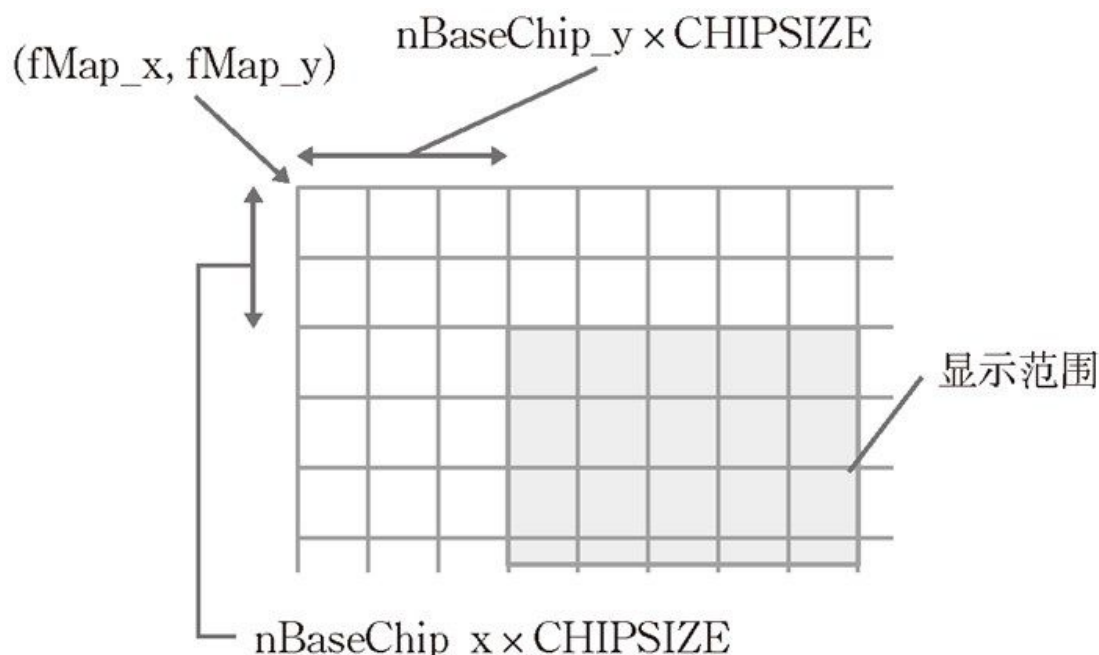 nBaseChip_y × CHIPSIZE
(fMap_x, fMap_y)
显示范围
nBaseChip_x × CHIPSIZE